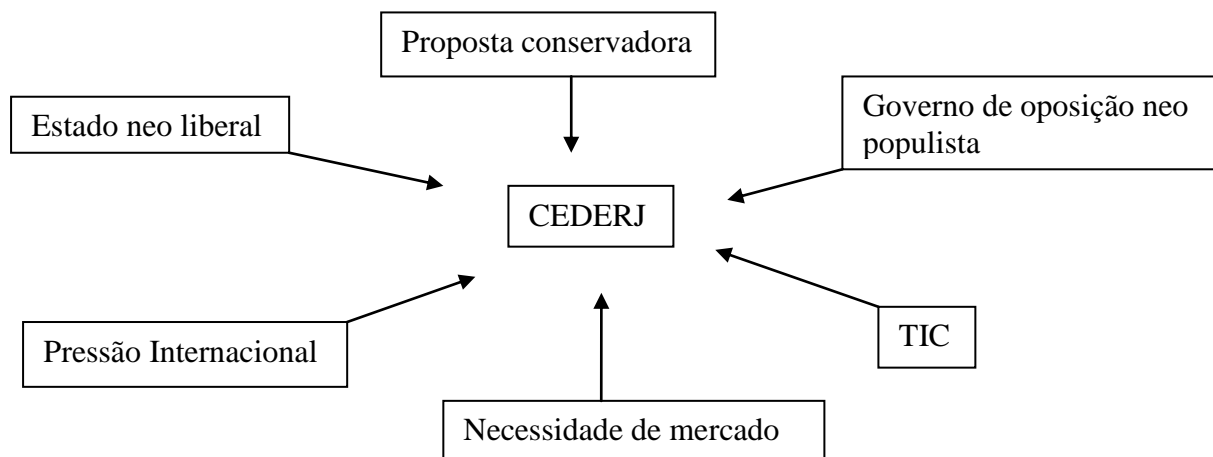 Proposta conservadora
Estado neo liberal
Governo de oposição neo
populista
CEDERJ
Pressão Internacional
TIC
Necessidade de mercado